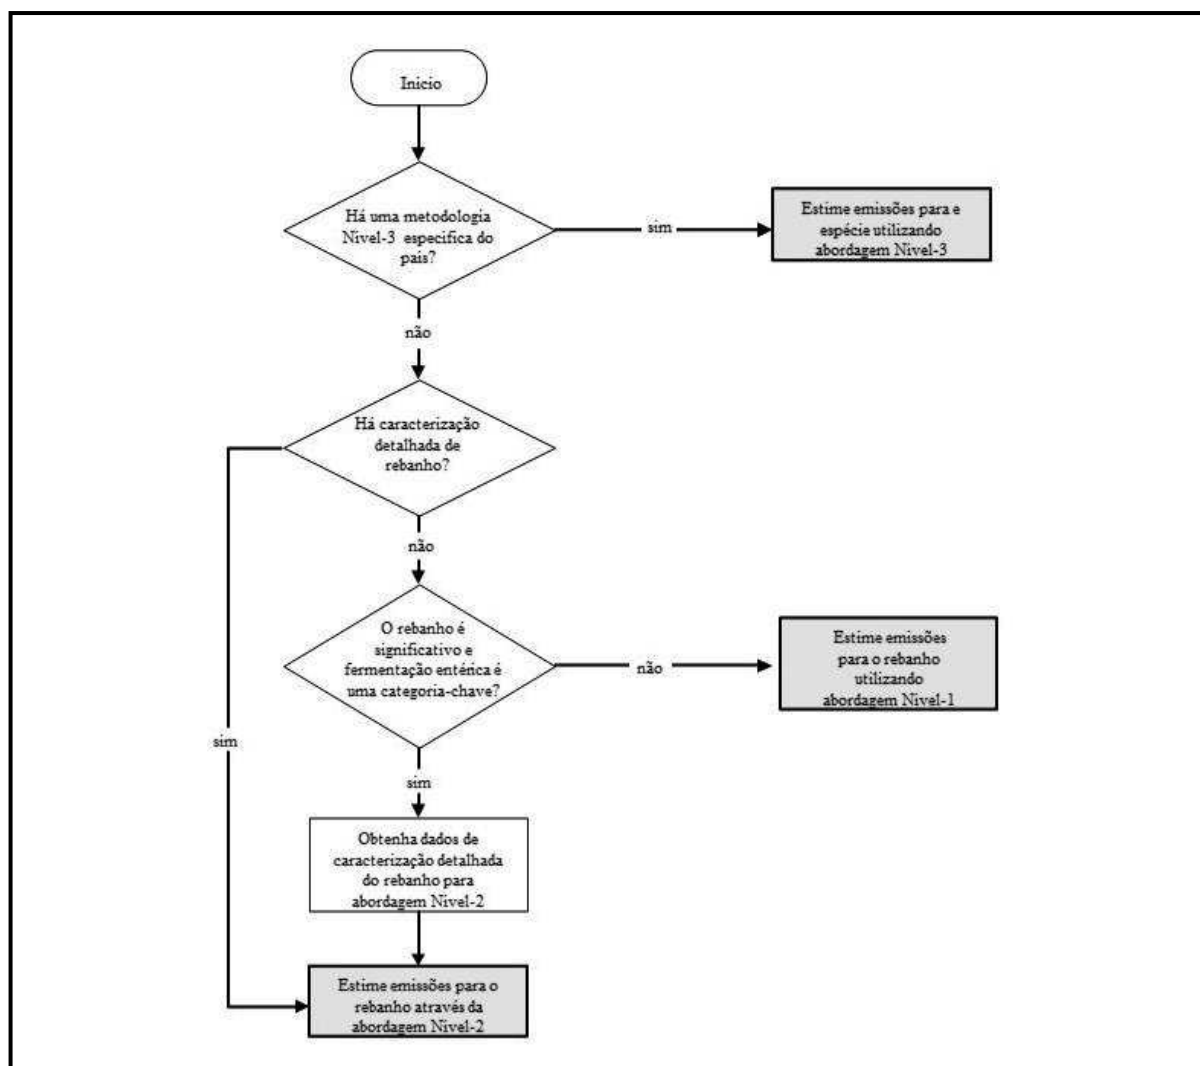 Inicio
Há uma metodologia
Nivel-3 especifica do
pais?
sim
Estime emissões para e
espécie utilizando
abordagem Nivel-3
não
Há caracterização
detalhada de
rebanho?
não
O rebanho é
significativo e
fermentação entérica é
uma categoria-chave?
não
Estime emissões
para o rebanho
utilizando
abordagem Nivel-1
sim
sim
Obtenha dados de
caracterização detalhada
do rebanho para
abordagem Nivel-2
Estime emissões para o
rebanho através da
abordagem Nivel-2